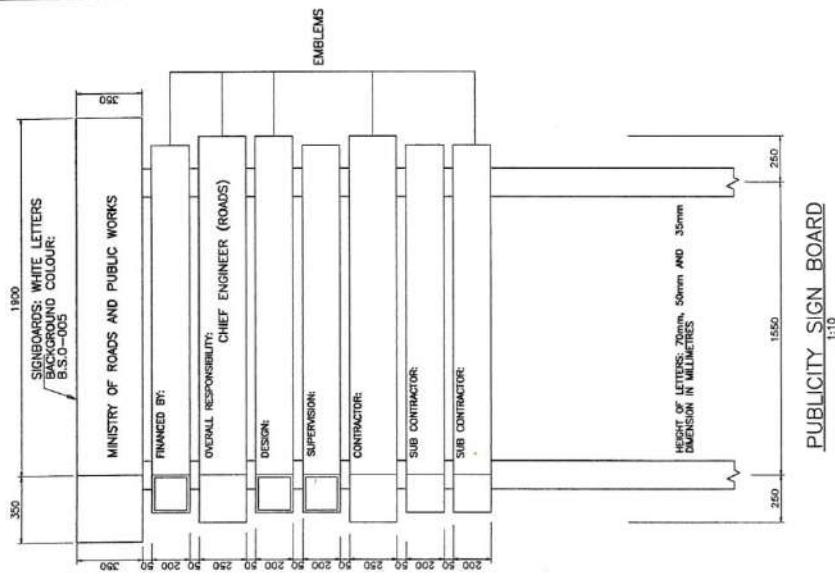 350
1900
SIGNBOARDS: WHITE LETTERS
BACKGROUND COLOUR:
B.S.O-005
350
MINISTRY OF ROADS AND PUBLIC WORKS
350
50
FINANCED BY:
200
EMBLEMS
50
OVERALL RESPONSIBILITY:
CHIEF ENGINEER (ROADS)
250
50
DESIGN:
200
50
SUPERVISION:
200
50
CONTRACTOR:
250
50
SUB CONTRACTOR:
200
50
SUB CONTRACTOR:
200
HEIGHT OF LETTERS: 70mm, 50mm AND 35mm
DIMENSION IN MILLIMETRES
250
1550
250
PUBLICITY SIGN BOARD
1:10